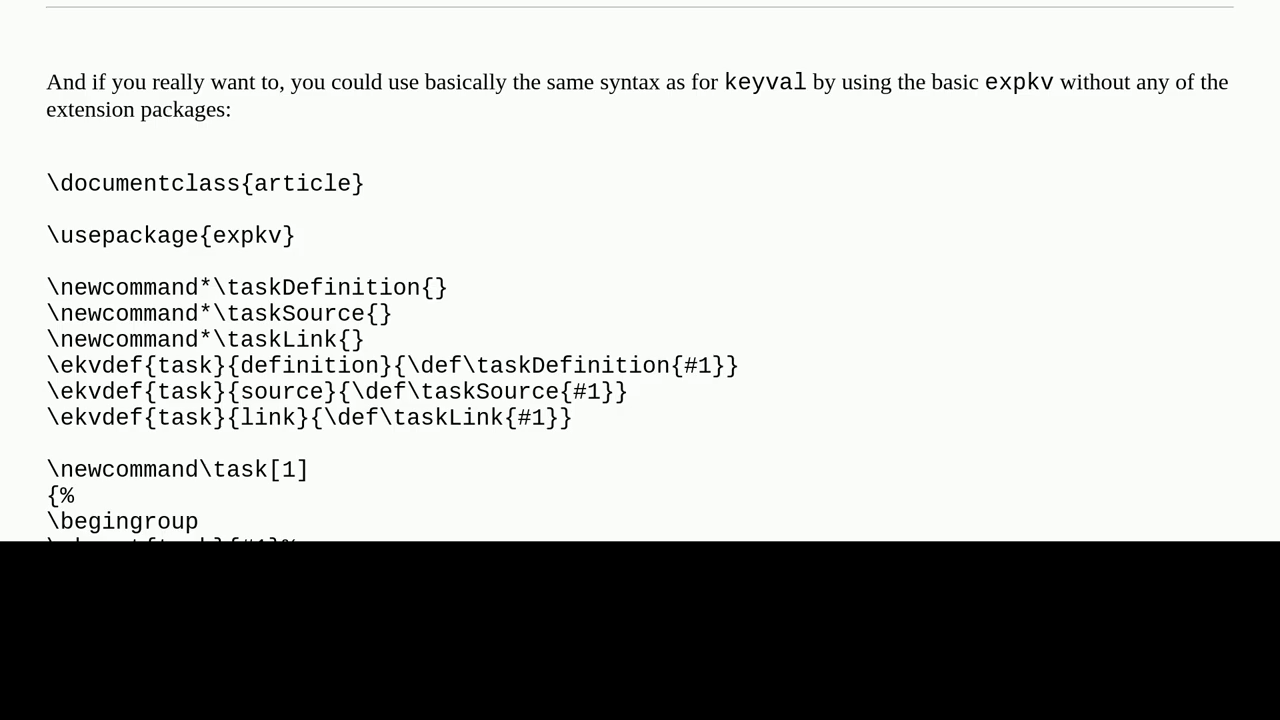 And if you really want to, you could use basically the same syntax as for keyval by using the basic expkv without any of the
extension packages:
\documentclass{article}
\usepackage{expkv}
\newcommand*\taskDefinition{}
\newcommand*\taskSource{}
\newcommand*\taskLink{}
\ekvdef{task}{definition}{\def\taskDefinition{#1}}
\ekvdef{task}{source}{\def\taskSource{#1}}
\ekvdef{task}{link}{\def\taskLink{#1}}
\newcommand\task[1]
{%
\begingroup